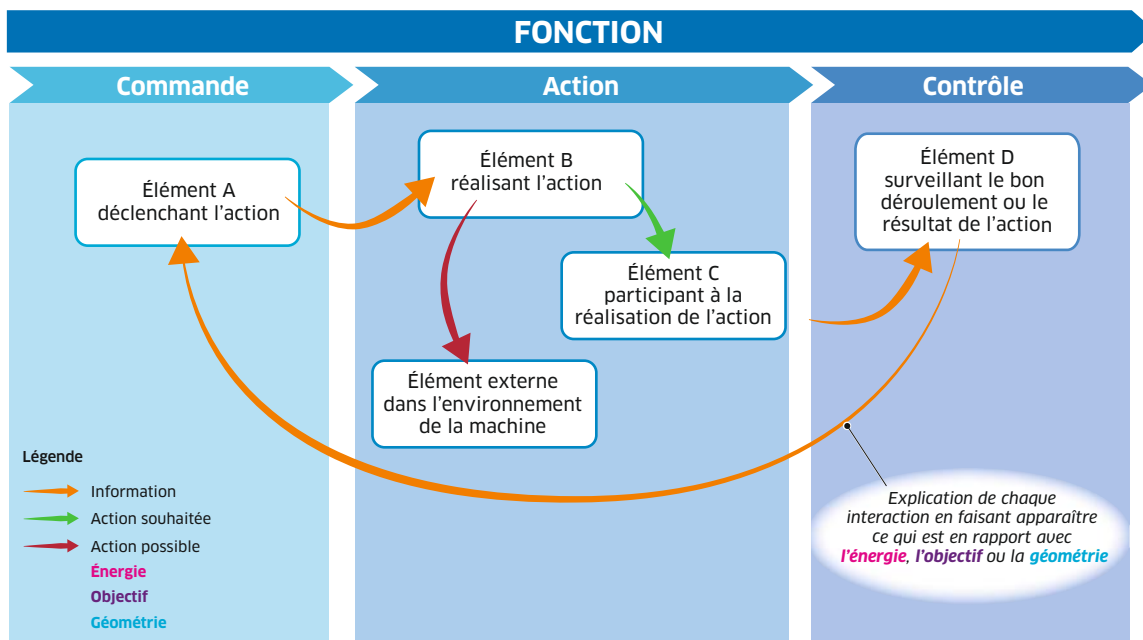 FONCTION
Commande
Action
Contrôle
Élément A
déclenchant l'action
Élément B
réalisant l'action
Élément C
participant à la
réalisation de l'action
Élément externe
dans l'environnement
de la machine
Élément D
surveillant le bon
déroulement ou le
résultat de l'action
Légende
Information
Action souhaitée
Action possible
Énergie
Objectif
Géométrie
Explication de chaque
interaction en faisant apparaître
ce qui est en rapport avec
l'énergie, l'objectif ou la géométrie